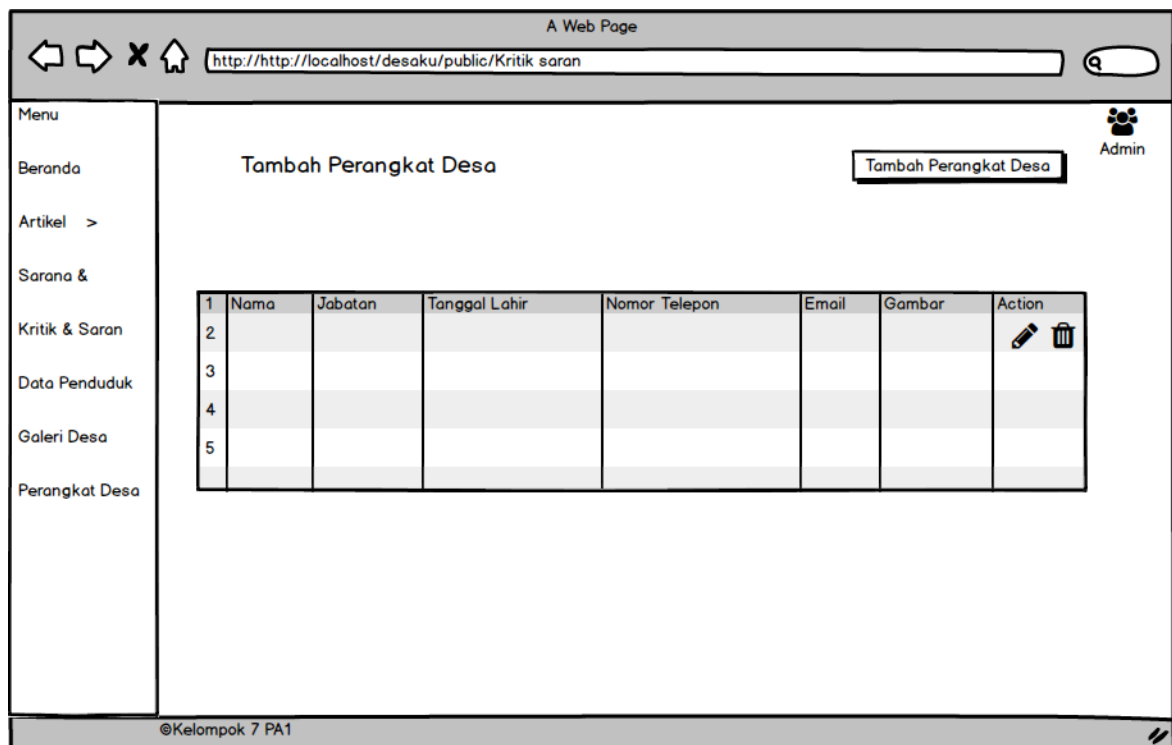 A Web Page
http://http://localhost/desaku/public/Kritik saran
Menu
Beranda
Artikel >
Sarana &
Kritik & Saran
Data Penduduk
Galeri Desa
Perangkat Desa
Admin
Tambah Perangkat Desa
Tambah Perangkat Desa
1 Nama Jabatan Tanggal Lahir Nomor Telepon Email Gambar Action
2
3
4
5
©Kelompok 7 PA1